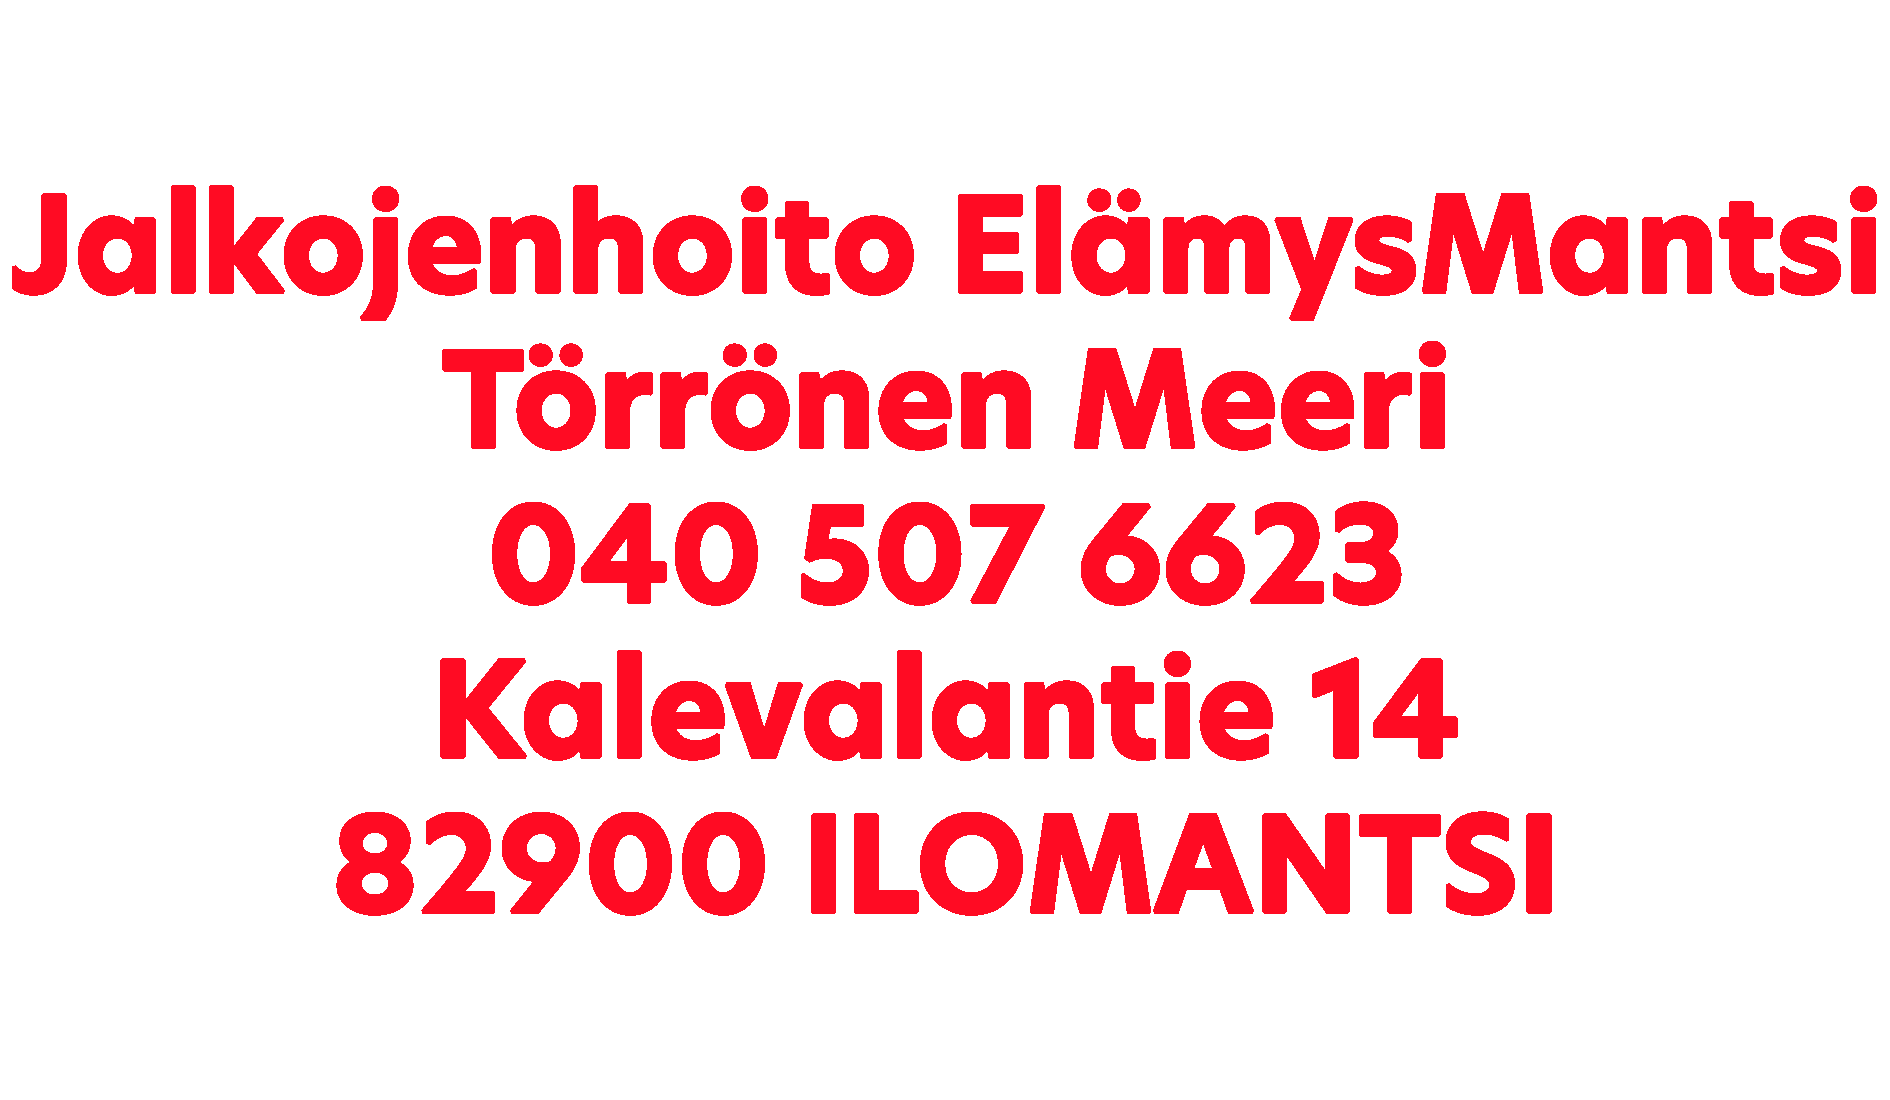 Jalkojenhoito ElämysMantsi
Törrönen Meeri
040 507 6623
Kalevalantie 14
82900 ILOMANTSI